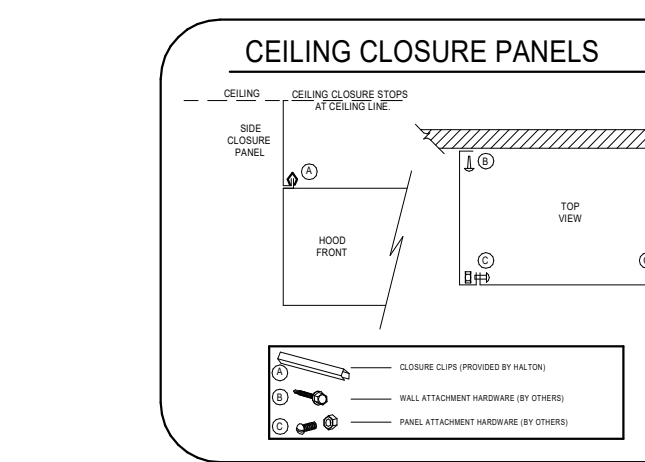 CEILING CLOSURE PANELS
CEILING
CEILING CLOSURE STOPS
AT CEILING LINE.
SIDE
CLOSURE
PANEL
A
HOOD
FRONT
B
TOP
VIEW
C
A
CLOSURE CLIPS (PROVIDED BY HALTON)
B
WALL ATTACHMENT HARDWARE (BY OTHERS)
C
PANEL ATTACHMENT HARDWARE (BY OTHERS)